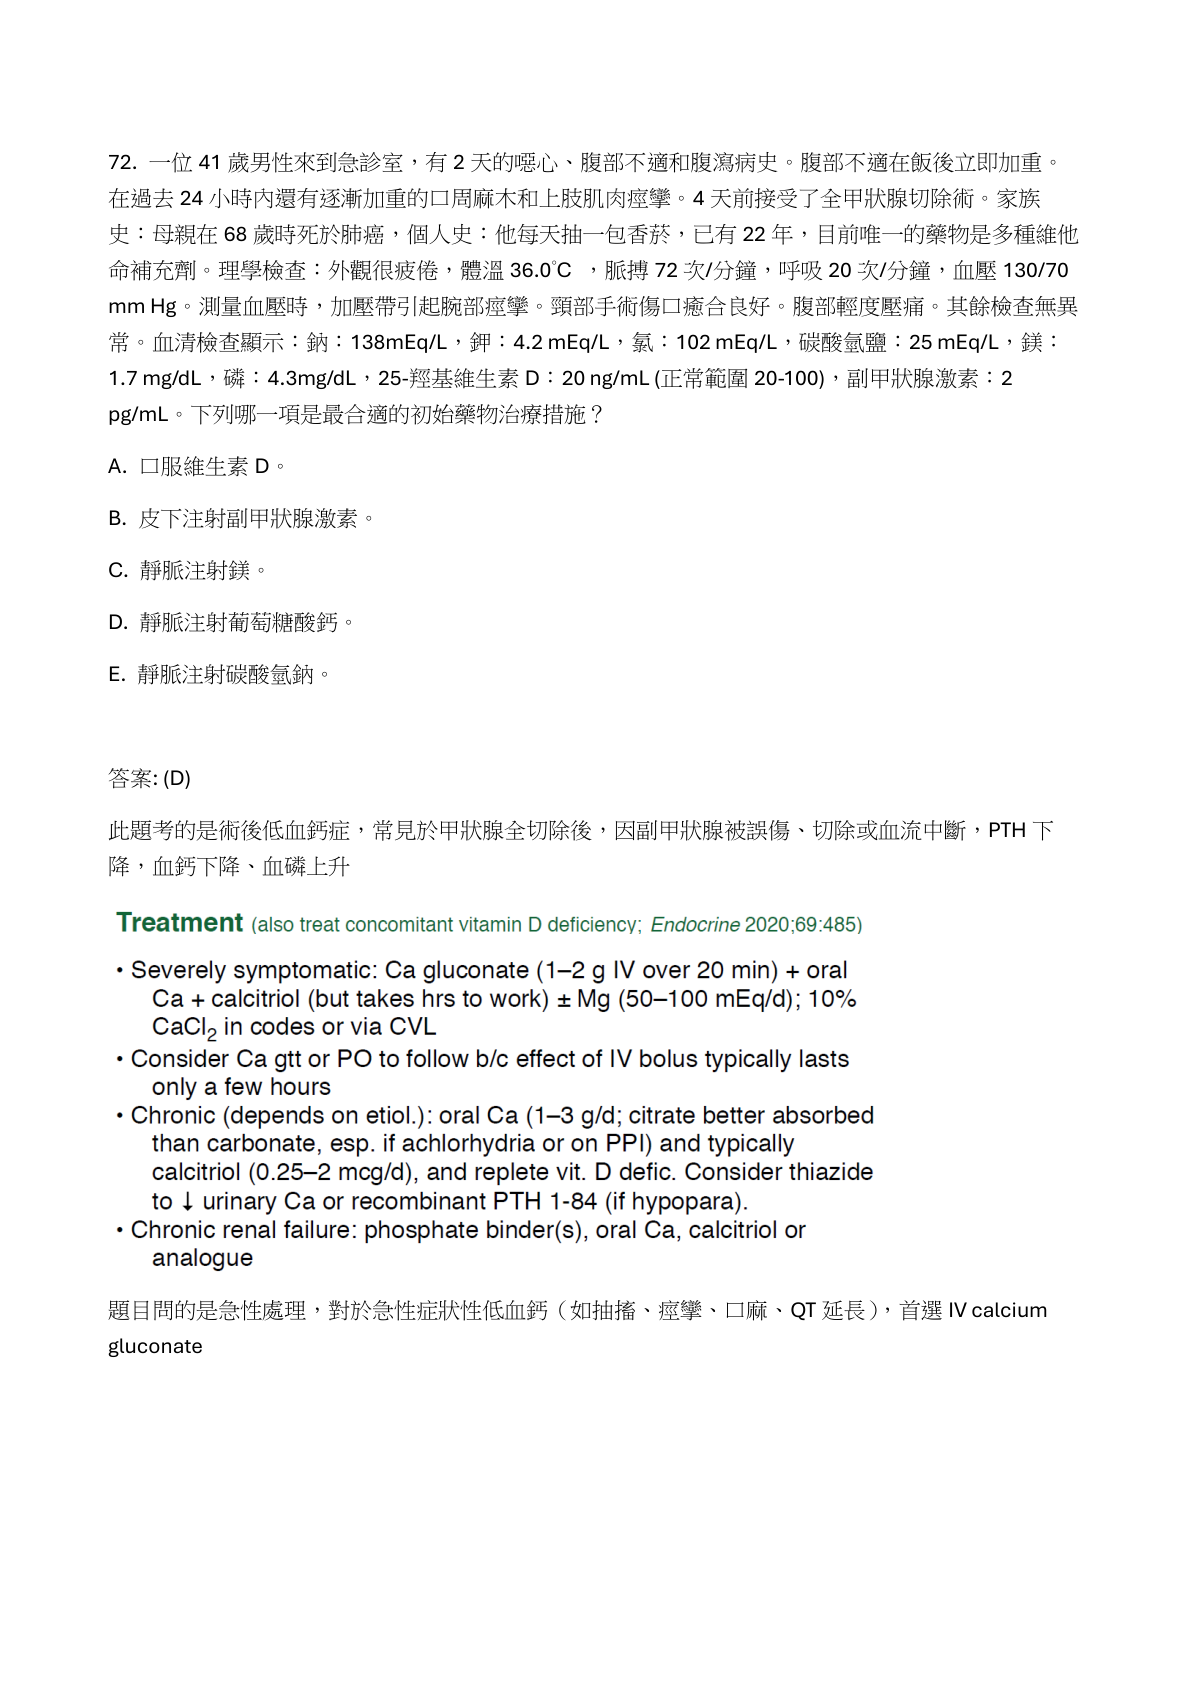 72. 一位 41 歲男性來到急診室，有 2 天的噁心、腹部不適和腹瀉病史。腹部不適在飯後立即加重。
在過去 24 小時內還有逐漸加重的口周麻木和上肢肌肉痙攣。4 天前接受了全甲狀腺切除術。家族
史：母親在 68 歲時死於肺癌，個人史：他每天抽一包香菸，已有 22 年，目前唯一的藥物是多種維他
命補充劑。理學檢查：外觀很疲倦，體溫 36.0°C ，脈搏 72 次/分鐘，呼吸 20 次/分鐘，血壓 130/70
mm Hg。測量血壓時，加壓帶引起腕部痙攣。頸部手術傷口癒合良好。腹部輕度壓痛。其餘檢查無異
常。血清檢查顯示：鈉：138mEq/L，鉀：4.2 mEq/L，氯：102 mEq/L，碳酸氫鹽：25 mEq/L，鎂：
1.7 mg/dL，磷：4.3mg/dL，25-羥基維生素 D：20 ng/mL (正常範圍 20-100)，副甲狀腺激素：2
pg/mL。下列哪一項是最合適的初始藥物治療措施？
A. 口服維生素 D。
B. 皮下注射副甲狀腺激素。
C. 靜脈注射鎂。
D. 靜脈注射葡萄糖酸鈣。
E. 靜脈注射碳酸氫鈉。
答案: (D)
此題考的是術後低血鈣症，常見於甲狀腺全切除後，因副甲狀腺被誤傷、切除或血流中斷，PTH 下
降，血鈣下降、血磷上升
Treatment (also treat concomitant vitamin D deficiency; Endocrine 2020;69:485)
• Severely symptomatic: Ca gluconate (1–2 g IV over 20 min) + oral
Ca + calcitriol (but takes hrs to work) ± Mg (50–100 mEq/d); 10%
CaCl2 in codes or via CVL
• Consider Ca gtt or PO to follow b/c effect of IV bolus typically lasts
only a few hours
• Chronic (depends on etiol.): oral Ca (1–3 g/d; citrate better absorbed
than carbonate, esp. if achlorhydria or on PPI) and typically
calcitriol (0.25–2 mcg/d), and replete vit. D defic. Consider thiazide
to ↓ urinary Ca or recombinant PTH 1-84 (if hypopara).
• Chronic renal failure: phosphate binder(s), oral Ca, calcitriol or
analogue
題目問的是急性處理，對於急性症狀性低血鈣（如抽搐、痙攣、口麻、QT 延長），首選 IV calcium
gluconate